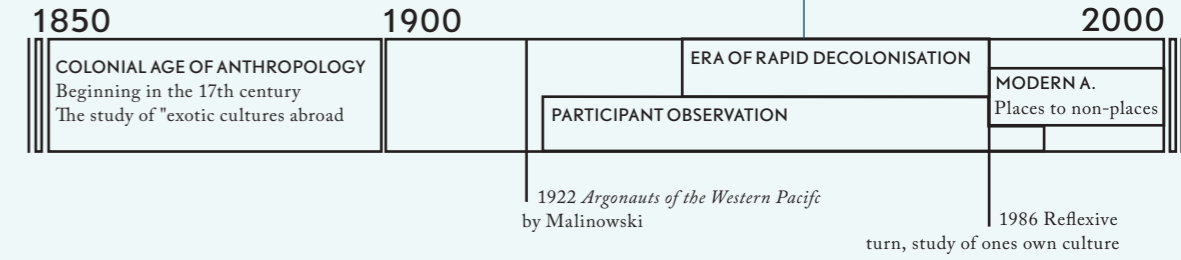 1850
1900
2000
COLONIAL AGE OF ANTHROPOLOGY
Beginning in the 17th century
The study of "exotic cultures abroad
ERA OF RAPID DECOLONISATION
PARTICIPANT OBSERVATION
MODERN A.
Places to non-places
1922 Argonauts of the Western Pacifc
by Malinowski
1986 Reflexive
turn, study of ones own culture